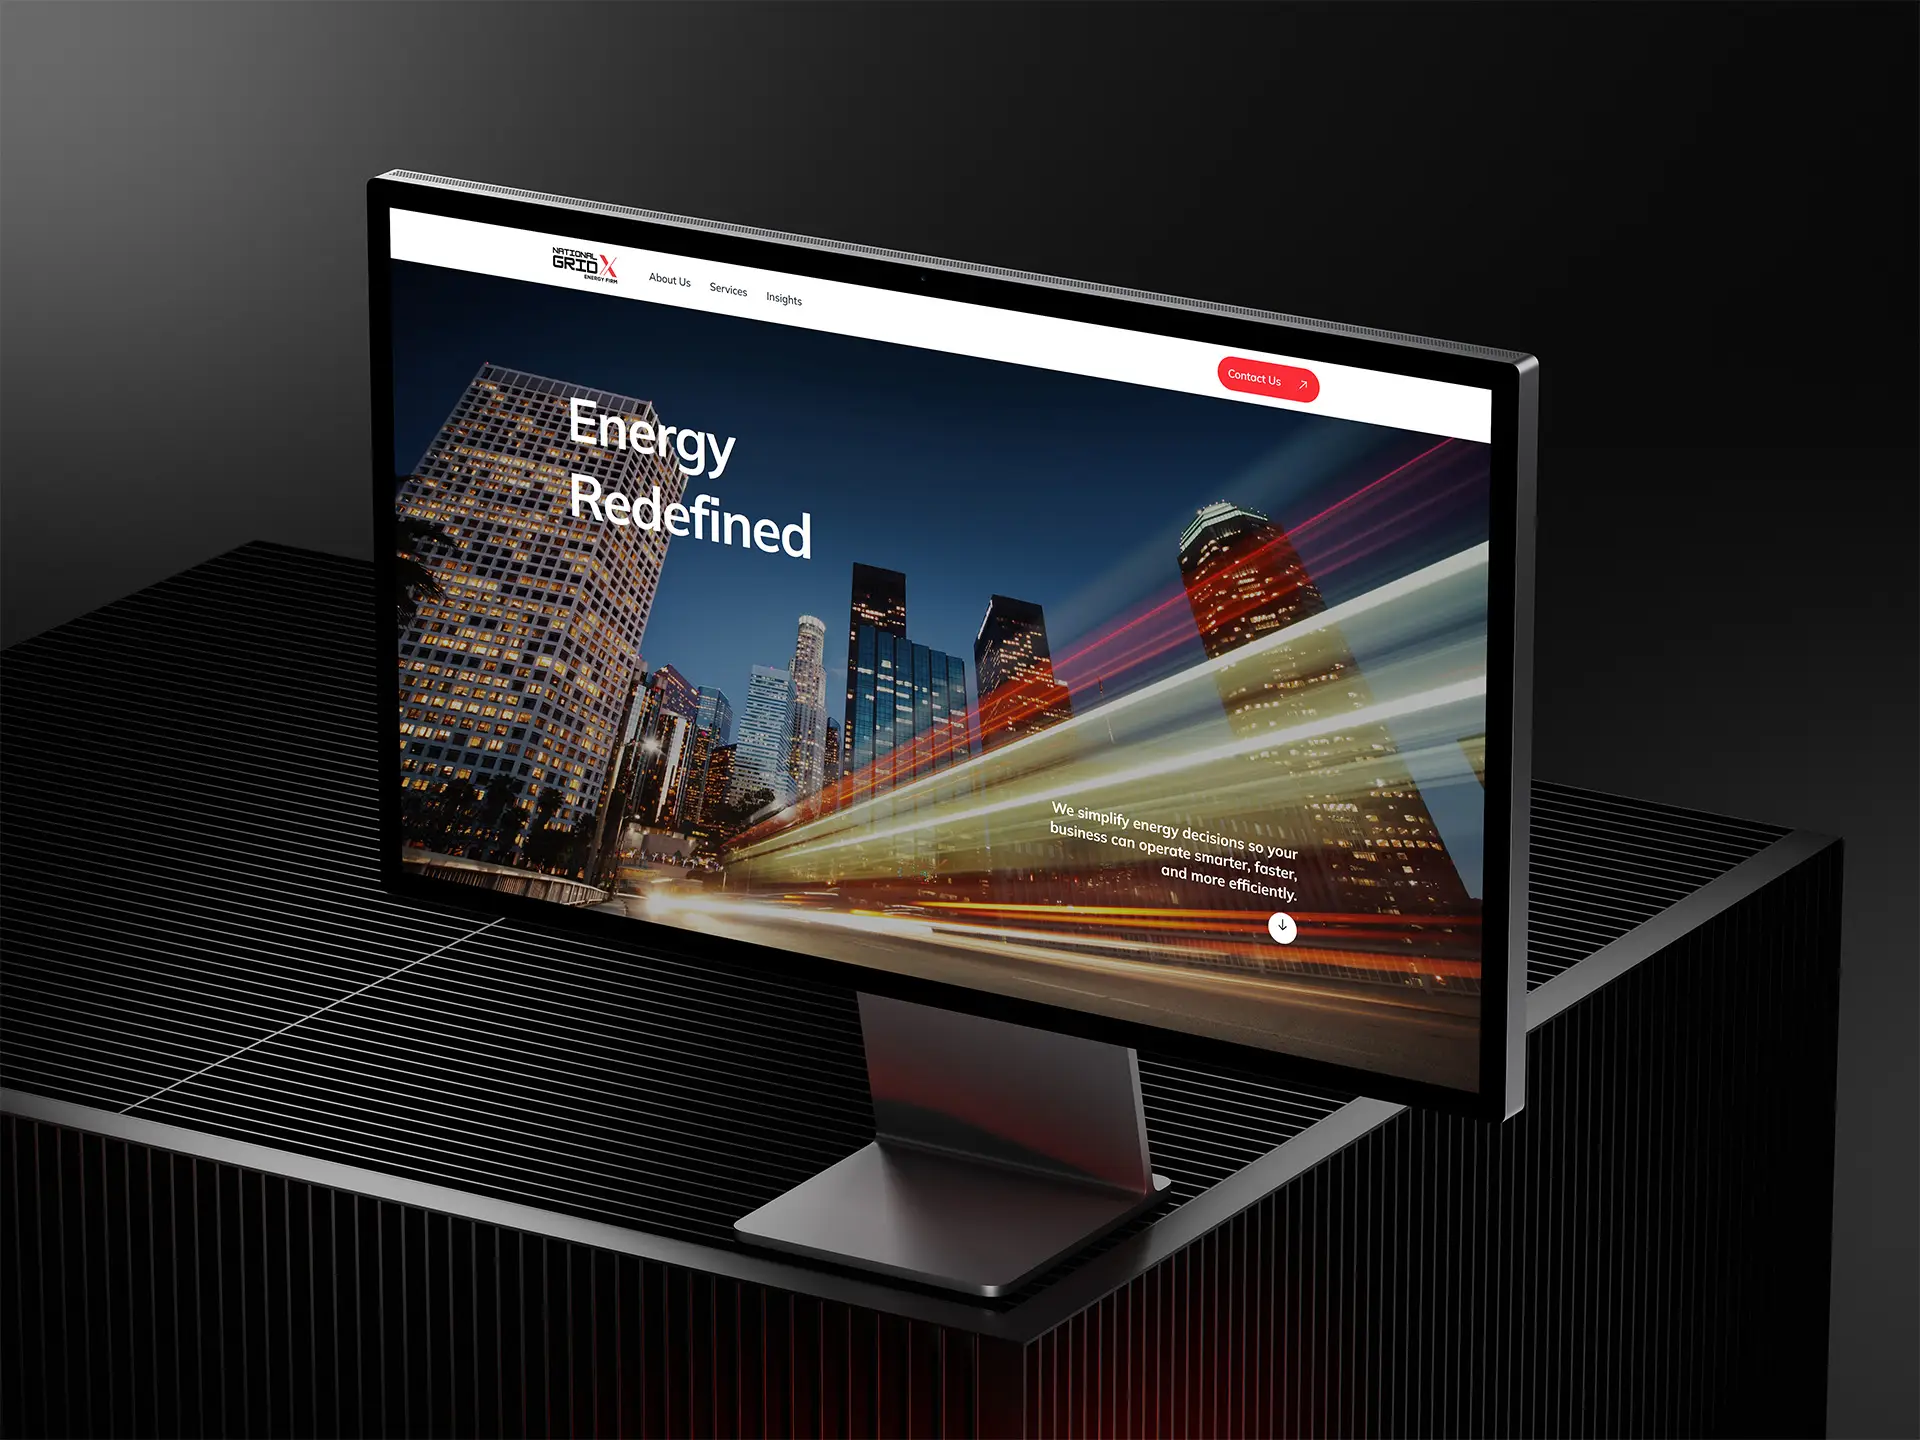 NATIONAL
GRID X
ENERGY FIRM
About Us
Services
Insights
Contact Us
Energy
Redefined
We simplify energy decisions so your
business can operate smarter, faster,
and more efficiently.